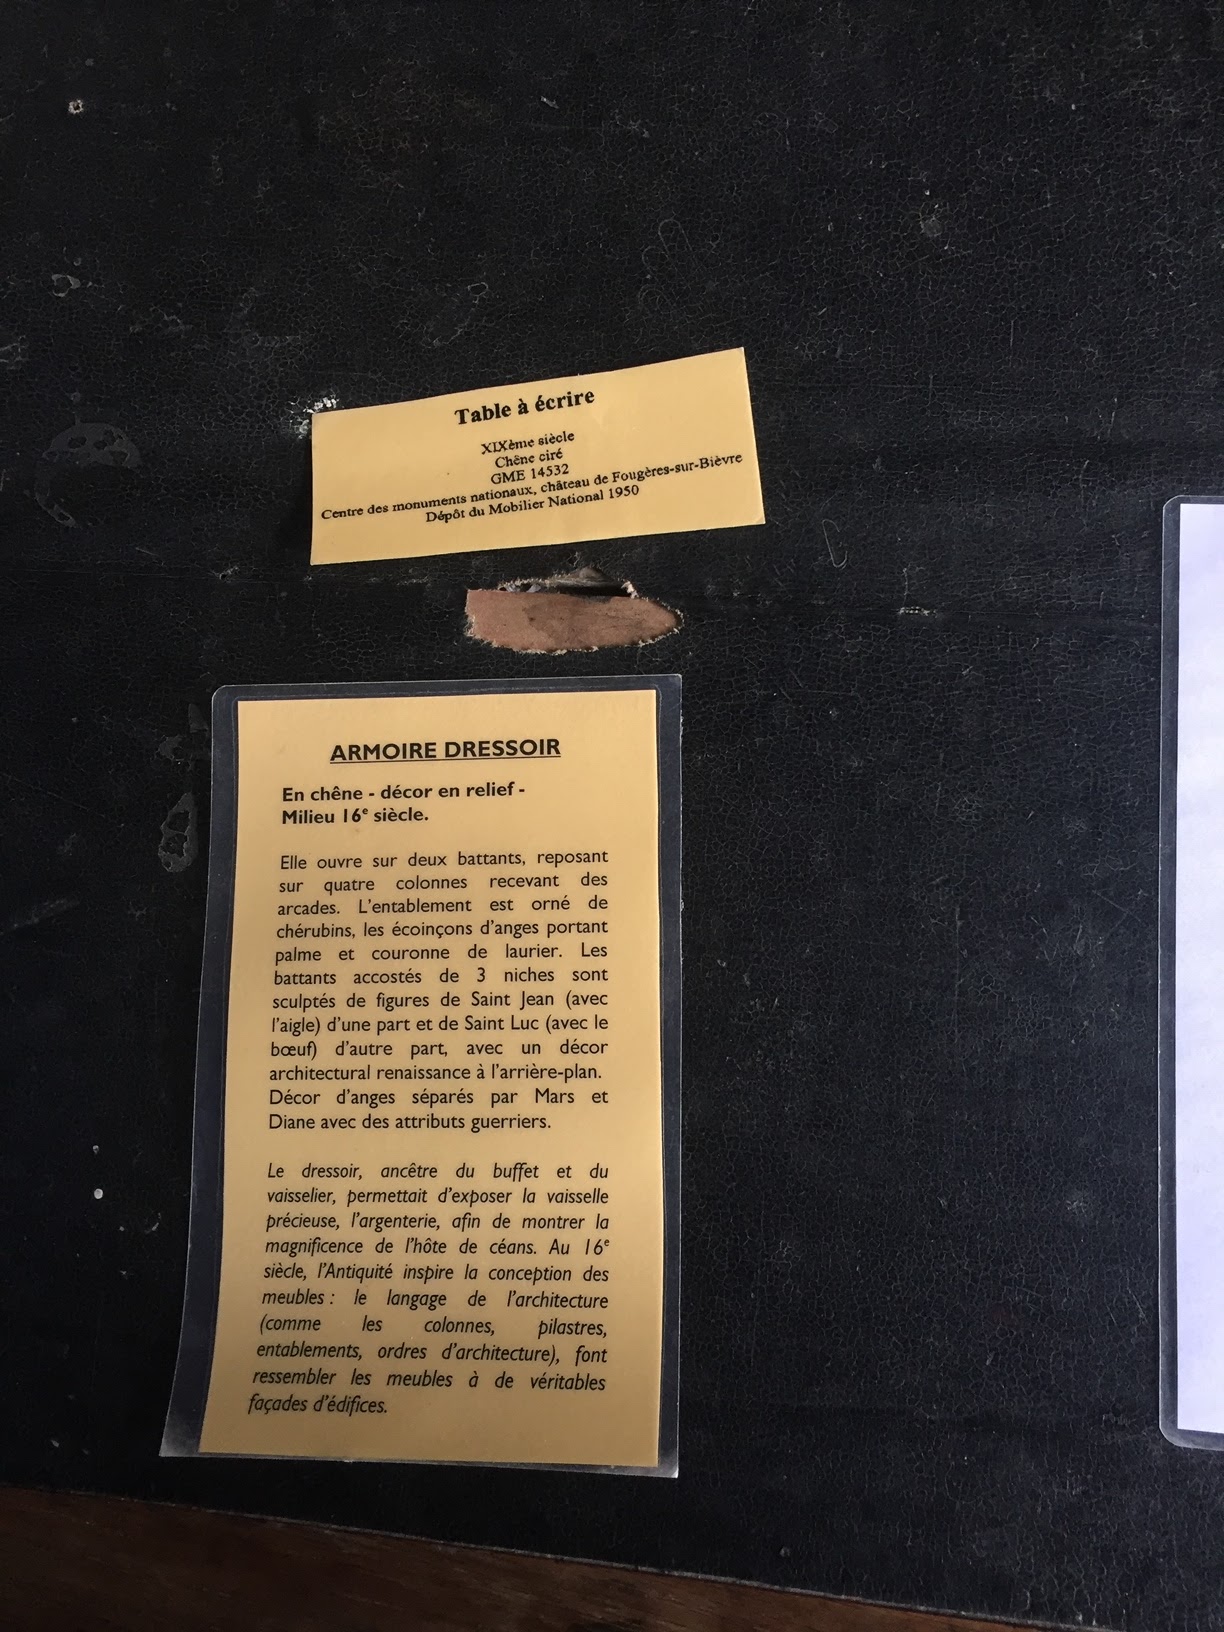 Table à écrire
XIXème siècle
Chêne ciré
GME 14532
Centre des monuments nationaux, château de Fougères-sur-Bièvre
Dépôt du Mobilier National 1950
ARMOIRE DRESSOIR
En chêne - décor en relief -
Milieu 16e siècle.
Elle ouvre sur deux battants, reposant
sur quatre colonnes recevant des
arcades. L'entablement est orné de
chérubins, les écoinçons d'anges portant
palme et couronne de laurier. Les
battants accostés de 3 niches sont
sculptés de figures de Saint Jean (avec
l'aigle) d'une part et de Saint Luc (avec le
bœuf) d'autre part, avec un décor
architectural renaissance à l'arrière-plan.
Décor d'anges séparés par Mars et
Diane avec des attributs guerriers.
Le dressoir, ancêtre du buffet et du
vaisselier, permettait d'exposer la vaisselle
précieuse, l'argenterie, afin de montrer la
magnificence de l'hôte de céans. Au 16e
siècle, l'Antiquité inspire la conception des
meubles : le langage de l'architecture
(comme les colonnes, pilastres,
entablements, ordres d'architecture), font
ressembler les meubles à de véritables
façades d'édifices.